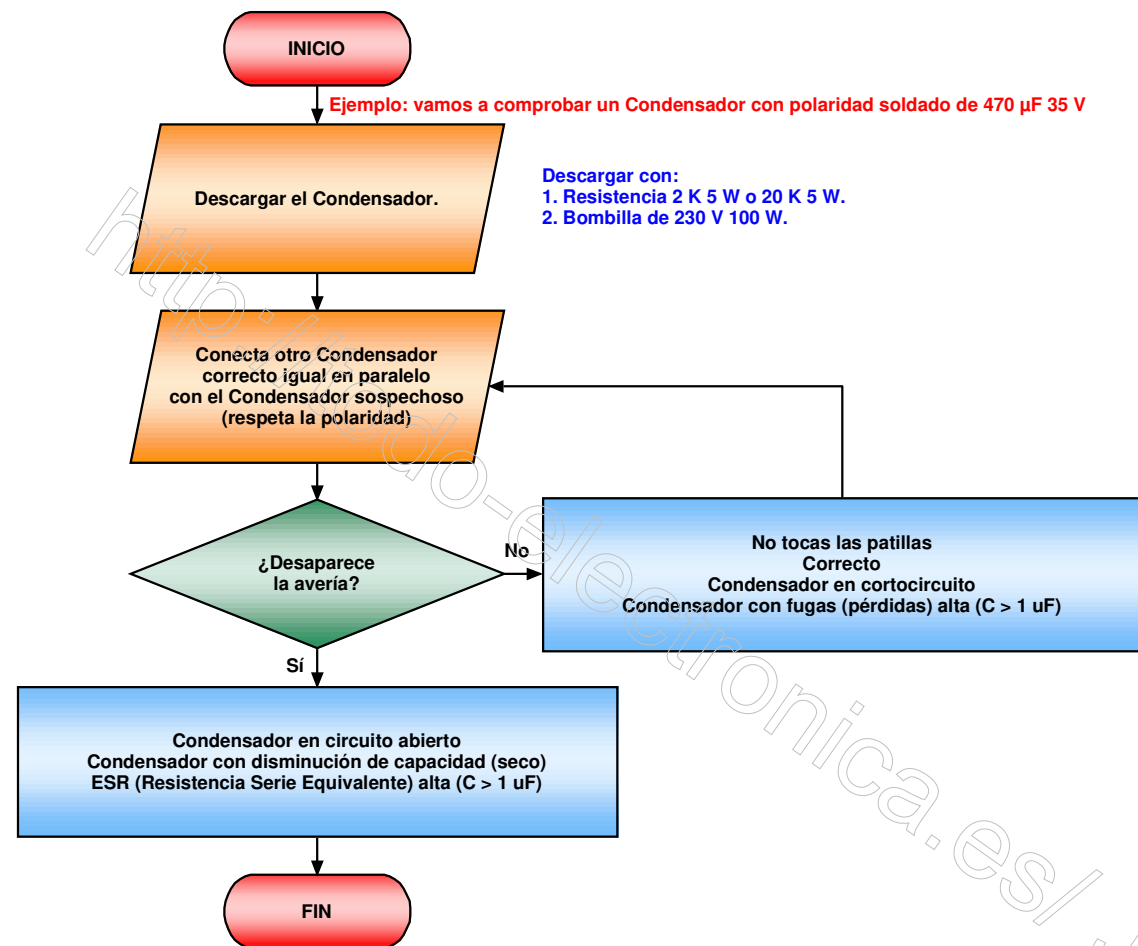 INICIO
Ejemplo: vamos a comprobar un Condensador con polaridad soldado de 470 µF 35 V
Descargar el Condensador.
Descargar con:
1. Resistencia 2 K 5 W o 20 K 5 W.
2. Bombilla de 230 V 100 W.
Conecta otro Condensador
correcto igual en paralelo
con el Condensador sospechoso
(respeta la polaridad)
¿Desaparece
la avería?
No
No tocas las patillas
Correcto
Condensador en cortocircuito
Condensador con fugas (pérdidas) alta (C > 1 uF)
Sí
Condensador en circuito abierto
Condensador con disminución de capacidad (seco)
ESR (Resistencia Serie Equivalente) alta (C > 1 uF)
FIN
http://todo-electronica.es/